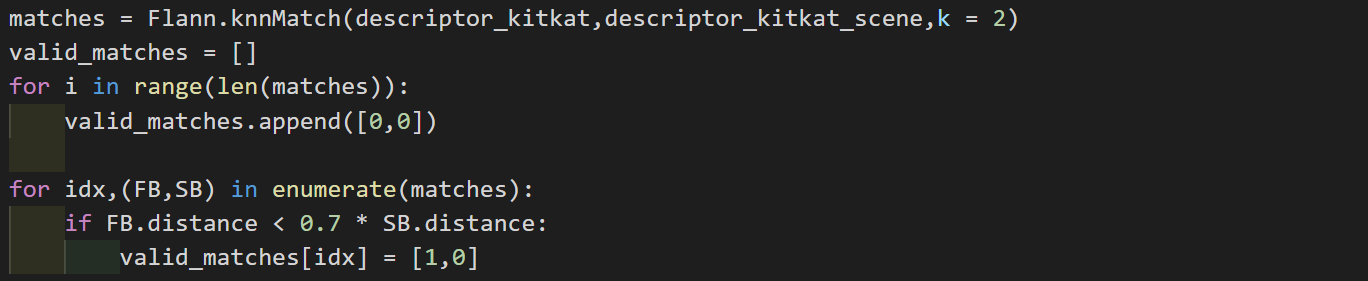 matches = Flann.knnMatch(descriptor_kitkat,descriptor_kitkat_scene,k = 2)
valid_matches = []
for i in range(len(matches)):
    valid_matches.append([0,0])
for idx,(FB,SB) in enumerate(matches):
    if FB.distance < 0.7 * SB.distance:
        valid_matches[idx] = [1,0]